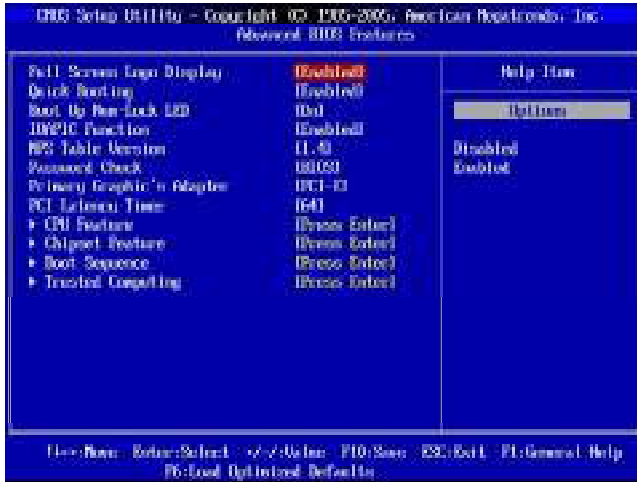 CMOS Setup Utility - Copyright (C) 1985-2005, American Megatrends, Inc.
Advanced BIOS Features
Full Screen Logo Display [Enabled]
Quick Booting [Enabled]
Boot Up Num-Lock LED [On]
IOAPIC Function [Enabled]
MPS Table Version [1.4]
Password Check [BIOS]
Primary Graphic's Adapter [PCI-E]
PCI Latency Timer [64]
CPU Feature [Press Enter]
Chipset Feature [Press Enter]
Boot Sequence [Press Enter]
Trusted Computing [Press Enter]
Help Item
Options
Disabled
Enabled
:Move Enter:Select +/-/:Value F10:Save ESC:Exit F1:General Help
F6:Load Optimized Defaults